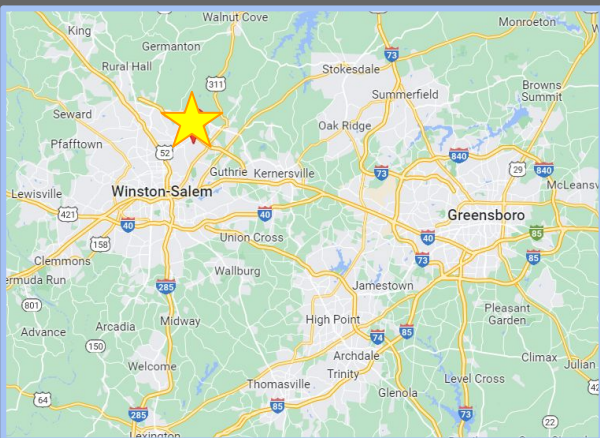 Walnut Cove
Monroeton
King
Germanton
73
Rural Hall
Stokesdale
311
Summerfield
Browns
Summit
Seward
Oak Ridge
Pfafftown
52
840
29
840
Guthrie
Kernersville
73
McLeansv
Lewisville
Winston-Salem
421
40
Greensboro
40
85
Union Cross
40
158
73
85
Clemmons
Wallburg
ermuda Run
285
Jamestown
801
Pleasant
Garden
Advance
Arcadia
Midway
High Point
74
85
150
Archdale
Climax
Welcome
Trinity
Julian
Thomasville
Level Cross
42
64
Glenola
285
85
73
22
Lexington